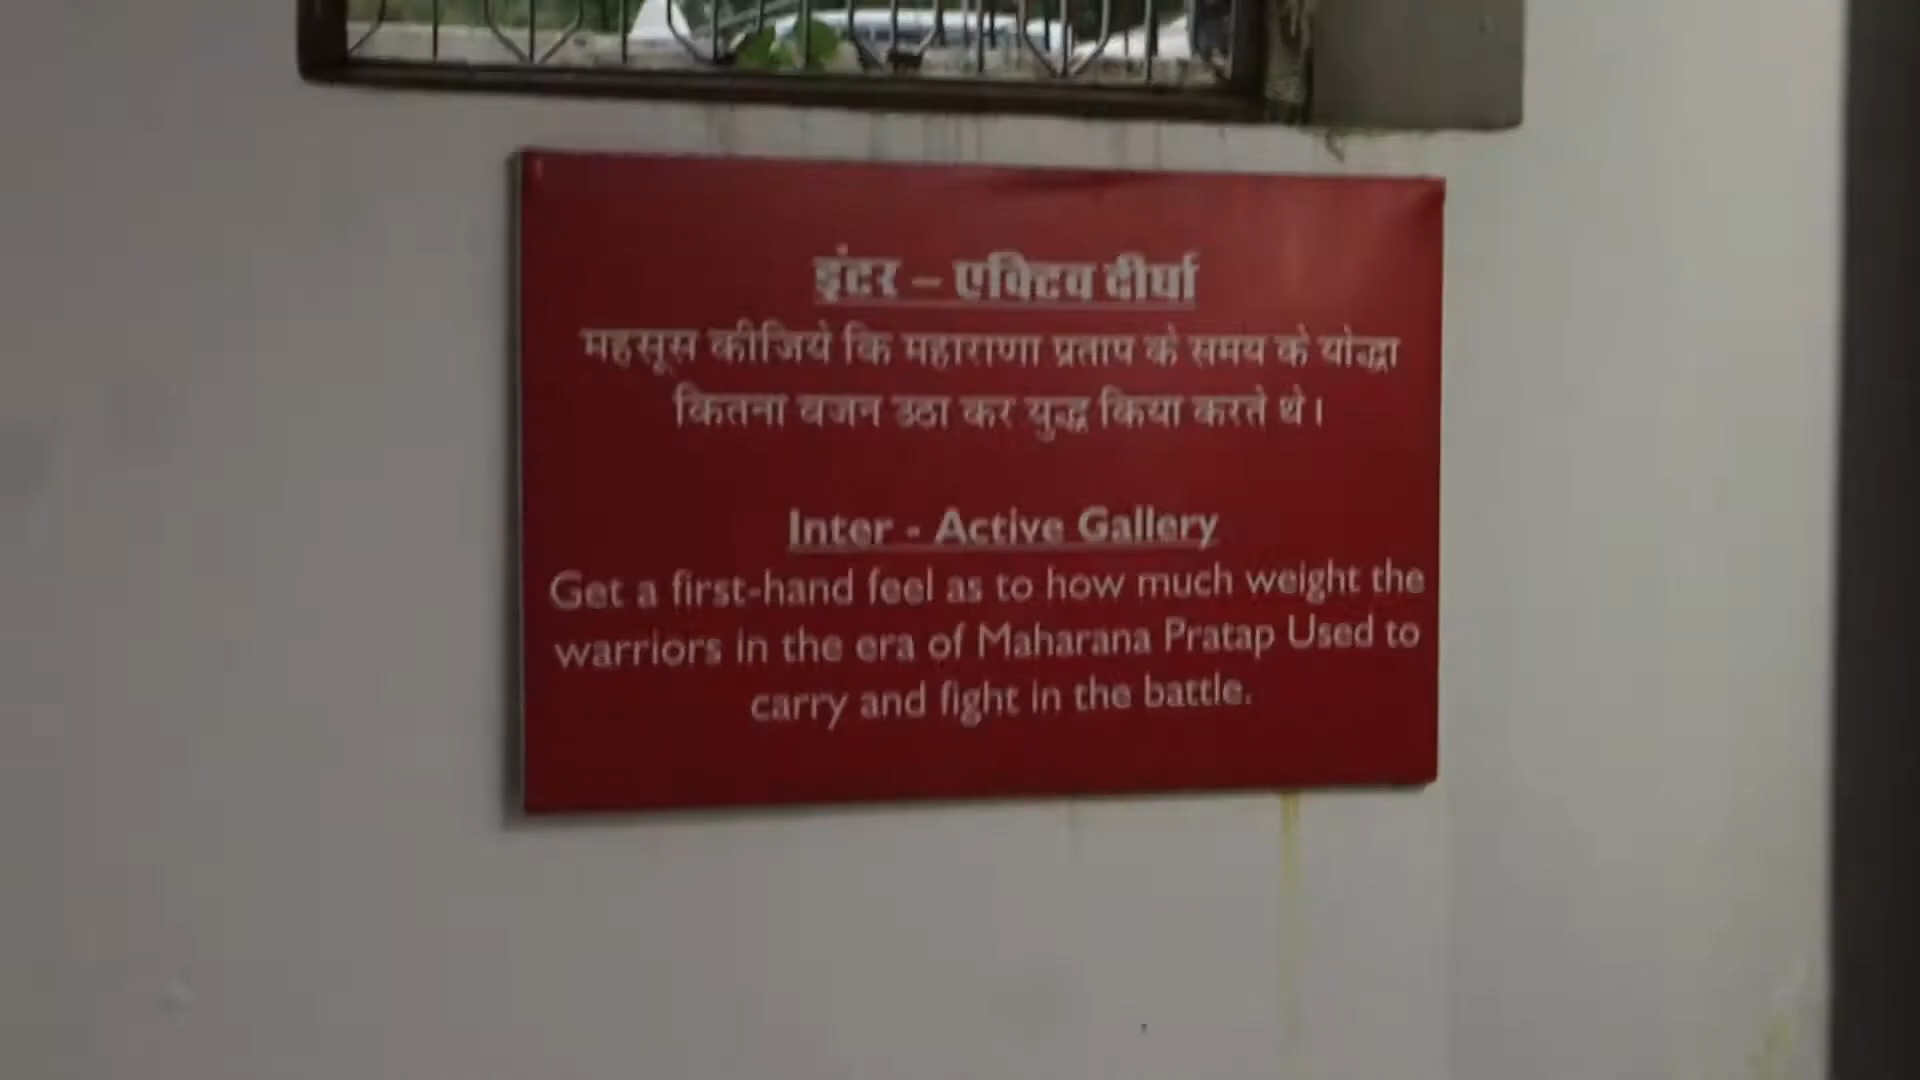 इंटर – एक्टिव दीर्घा
महसूस कीजिये कि महाराणा प्रताप के समय के योद्धा
कितना वजन उठा कर युद्ध किया करते थे।
Inter - Active Gallery
Get a first-hand feel as to how much weight the
warriors in the era of Maharana Pratap Used to
carry and fight in the battle.